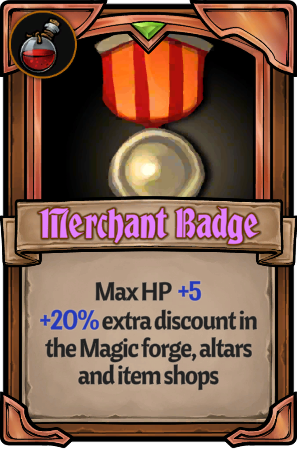 Merchant Badge
Max HP +5
+20% extra discount in
the Magic forge, altars
and item shops